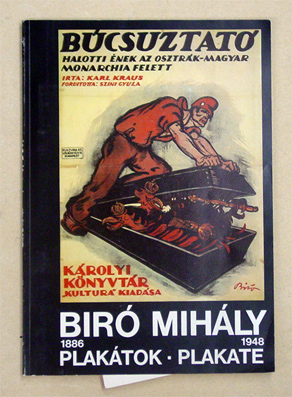 BÚCSUZTATÓ
HALOTTI ÉNEK AZ OSZTRÁK-MAGYAR
MONARCHIA FELETT
IRTA: KARL KRAUS
FORDITOTTA: SZINI GYULA
KÁROLYI
KÖNYVTÁR
"KULTURA" KIADÁSA
Biró
BIRÓ MIHÁLY
1886 1948
PLAKÁTOK · PLAKATE